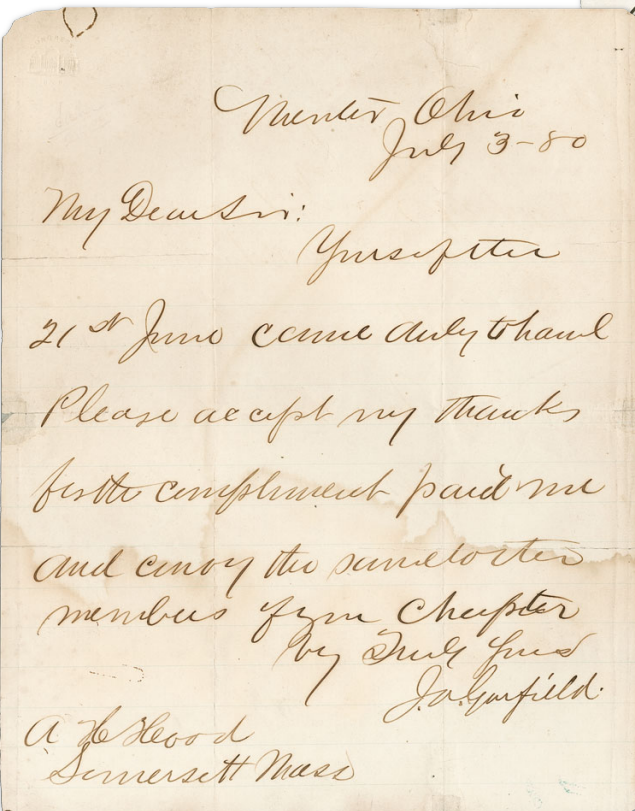 Mentor Ohio
July 3-80
My Dear Sir:
Yours of the
21st June came duly to hand
Please accept my thanks
for the compliment paid me
and convey the same to other
members of your Chapter
Very Truly Yours
J.A. Garfield.
A H Hood
Somersett Mass